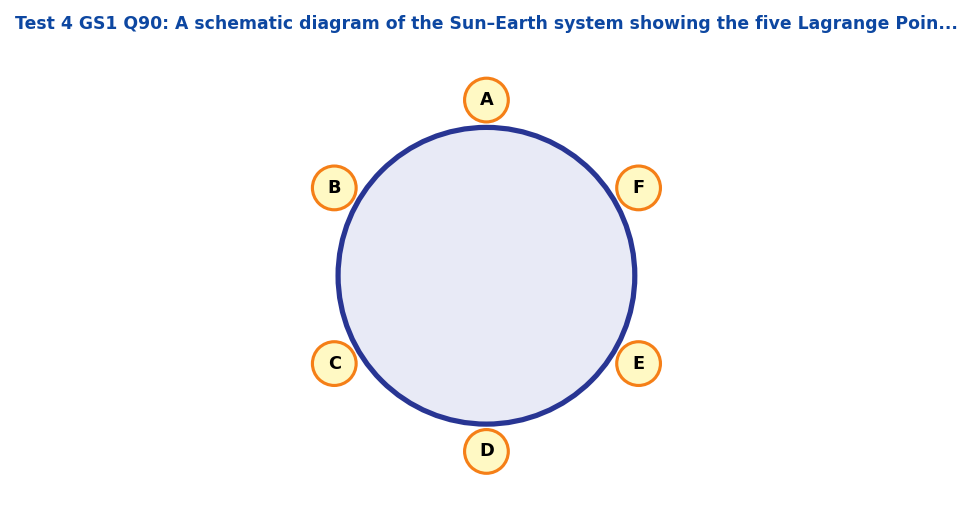 Test 4 GS1 Q90: A schematic diagram of the Sun–Earth system showing the five Lagrange Poin...
A
B
F
C
E
D